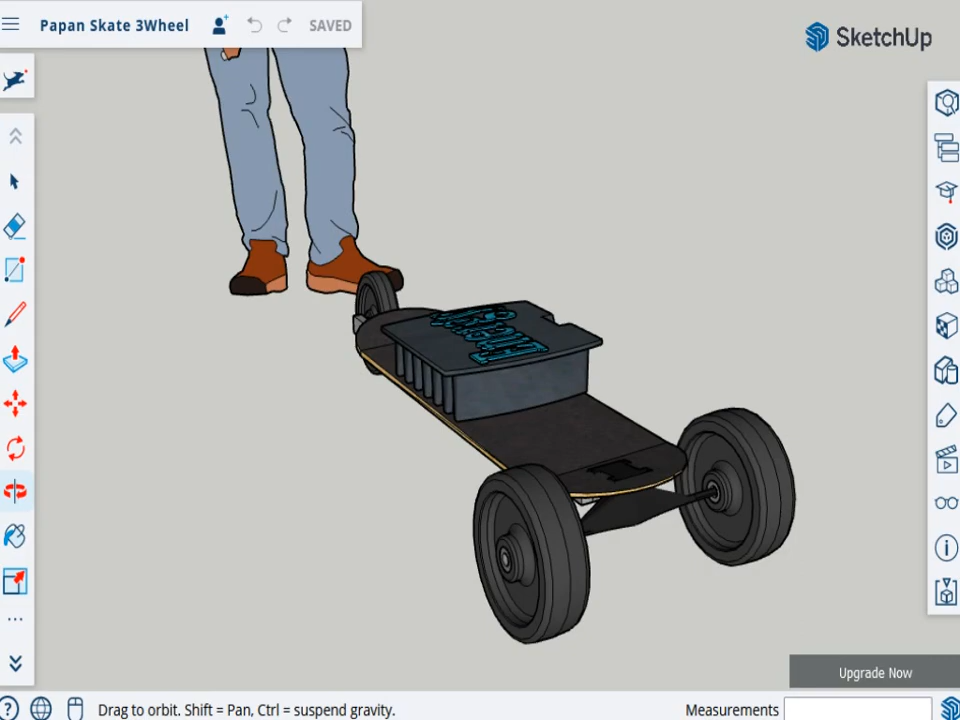 Papan Skate 3Wheel
SAVED
SketchUp
Upgrade Now
Drag to orbit. Shift = Pan, Ctrl = suspend gravity.
Measurements